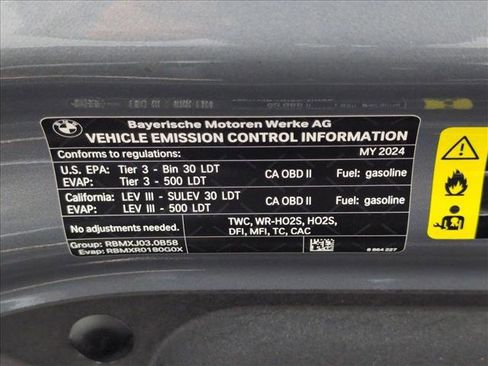 BMW
Bayerische Motoren Werke AG
VEHICLE EMISSION CONTROL INFORMATION
Conforms to regulations: MY 2024
U.S. EPA: Tier 3 - Bin 30 LDT CA OBD II Fuel: gasoline
EVAP: Tier 3 - 500 LDT
California: LEV III - SULEV 30 LDT CA OBD II Fuel: gasoline
EVAP: LEV III - 500 LDT
No adjustments needed. TWC, WR-HO2S, HO2S,
DFI, MFI, TC, CAC
Group: RBMXJ03.0B58
Evap: RBMXR0180G0X